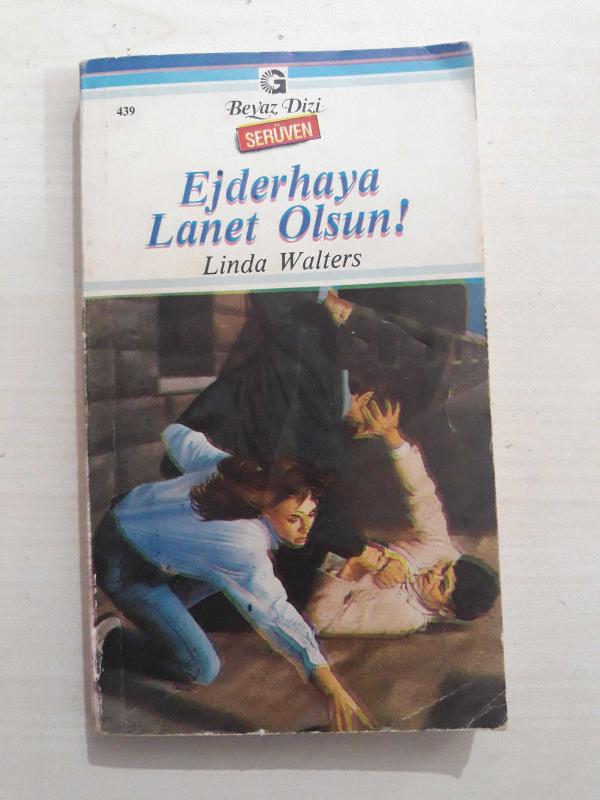 G
439
Beyaz Dizi
SERÜVEN
Ejderhaya
Lanet Olsun!
Linda Walters